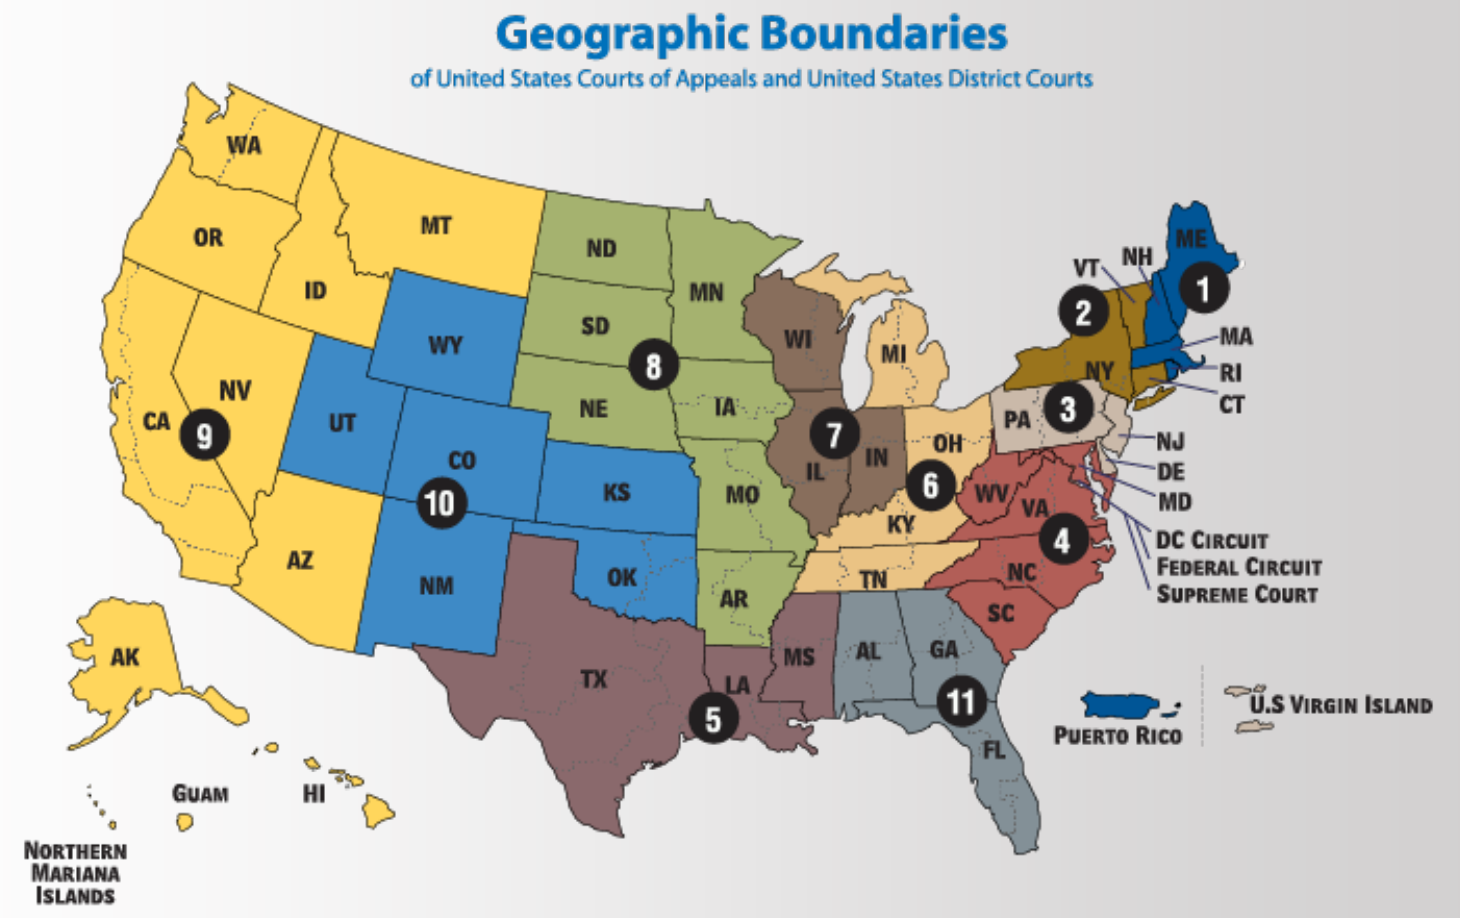 Geographic Boundaries
of United States Courts of Appeals and United States District Courts
WA
MT
OR
ID
ND
MN
SD
WY
8
WI
MI
ME
NH
VT
1
2
MA
NY
RI
CT
NV
CA
9
UT
NE
IA
PA
3
NJ
DE
MD
CO
10
KS
MO
7
IL
IN
OH
6
WV
VA
KY
4
DC CIRCUIT
FEDERAL CIRCUIT
SUPREME COURT
AZ
NM
OK
AR
TN
NC
SC
AK
TX
LA
5
MS
AL
GA
11
FL
PUERTO RICO
U.S VIRGIN ISLAND
GUAM
HI
NORTHERN
MARIANA
ISLANDS